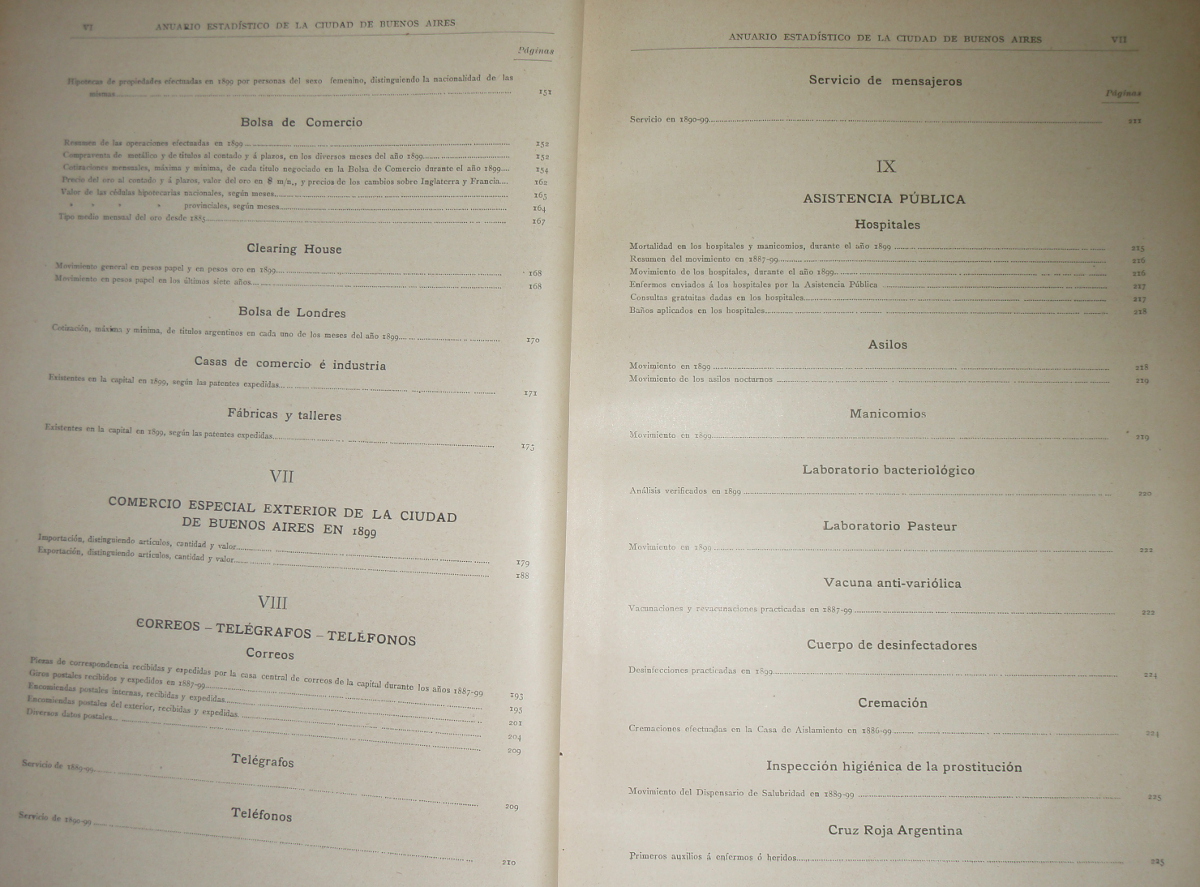 VI ANUARIO ESTADÍSTICO DE LA CIUDAD DE BUENOS AIRES
Páginas
Hipotecas de propiedades efectuadas en 1899 por personas del sexo femenino, distinguiendo la nacionalidad de las
mismas 151
Bolsa de Comercio
Resumen de las operaciones efectuadas en 1899 152
Compraventa de metálico y de titulos al contado y á plazos, en los diversos meses del año 1899 152
Cotizaciones mensuales, máxima y minima, de cada titulo negociado en la Bolsa de Comercio durante el año 1899 154
Precio del oro al contado y á plazos, valor del oro en $ m/n., y precios de los cambios sobre Inglaterra y Francia 162
Valor de las cédulas hipotecarias nacionales, según meses 163
» » » » provinciales, según meses 164
Tipo medio mensual del oro desde 1885 167
Clearing House
Movimiento general en pesos papel y en pesos oro en 1899 168
Movimiento en pesos papel en los últimos siete años 168
Bolsa de Londres
Cotización, máxima y mínima, de titulos argentinos en cada uno de los meses del año 1899 170
Casas de comercio é industria
Existentes en la capital en 1899, según las patentes expedidas 171
Fábricas y talleres
Existentes en la capital en 1899, según las patentes expedidas 175
VII
COMERCIO ESPECIAL EXTERIOR DE LA CIUDAD
DE BUENOS AIRES EN 1899
Importación, distinguiendo artículos, cantidad y valor 179
Exportación, distinguiendo articulos, cantidad y valor 188
VIII
CORREOS – TELÉGRAFOS – TELÉFONOS
Correos
Piezas de correspondencia recibidas y expedidas por la casa central de correos de la capital durante los años 1887-99 193
Giros postales recibidos y expedidos en 1887-99 195
Encomiendas postales internas, recibidas y expedidas 201
Encomiendas postales del exterior, recibidas y expedidas 204
Diversos datos postales 209
Telégrafos
Servicio de 1889-99 209
Teléfonos
Servicio de 1890-99 210
ANUARIO ESTADÍSTICO DE LA CIUDAD DE BUENOS AIRES VII
Servicio de mensajeros
Páginas
Servicio en 1890-99 211
IX
ASISTENCIA PÚBLICA
Hospitales
Mortalidad en los hospitales y manicomios, durante el año 1899 215
Resumen del movimiento en 1887-99 216
Movimiento de los hospitales, durante el año 1899 216
Enfermos enviados á los hospitales por la Asistencia Pública 217
Consultas gratuitas dadas en los hospitales 217
Baños aplicados en los hospitales 218
Asilos
Movimiento en 1899 218
Movimiento de los asilos nocturnos 219
Manicomios
Movimiento en 1899 219
Laboratorio bacteriológico
Análisis verificados en 1899 220
Laboratorio Pasteur
Movimiento en 1899 222
Vacuna anti-variólica
Vacunaciones y revacunaciones practicadas en 1887-99 222
Cuerpo de desinfectadores
Desinfecciones practicadas en 1899 224
Cremación
Cremaciones efectuadas en la Casa de Aislamiento en 1886-99 224
Inspección higiénica de la prostitución
Movimiento del Dispensario de Salubridad en 1889-99 225
Cruz Roja Argentina
Primeros auxilios á enfermos ó heridos 225